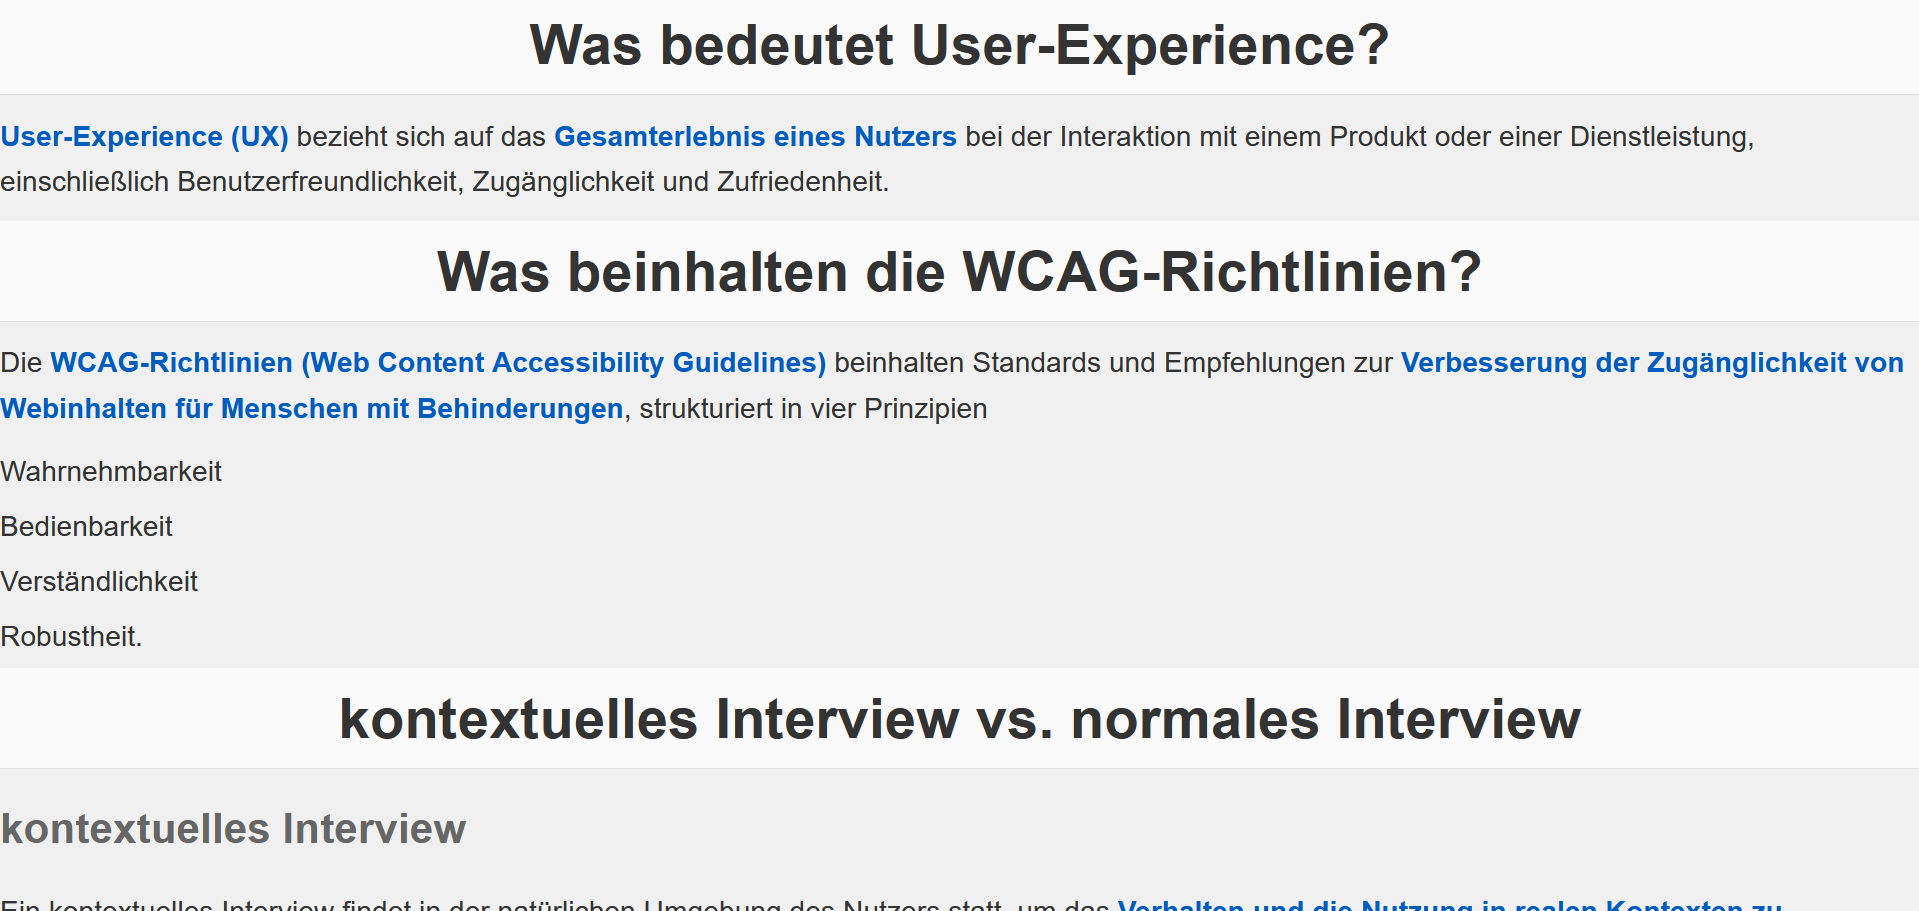 Was bedeutet User-Experience?
User-Experience (UX) bezieht sich auf das Gesamterlebnis eines Nutzers bei der Interaktion mit einem Produkt oder einer Dienstleistung,
einschließlich Benutzerfreundlichkeit, Zugänglichkeit und Zufriedenheit.
Was beinhalten die WCAG-Richtlinien?
Die WCAG-Richtlinien (Web Content Accessibility Guidelines) beinhalten Standards und Empfehlungen zur Verbesserung der Zugänglichkeit von
Webinhalten für Menschen mit Behinderungen, strukturiert in vier Prinzipien
Wahrnehmbarkeit
Bedienbarkeit
Verständlichkeit
Robustheit.
kontextuelles Interview vs. normales Interview
kontextuelles Interview
Ein kontextuelles Interview findet in der natürlichen Umgebung des Nutzers statt, um das Verhalten und die Nutzung in realen Kontexten zu